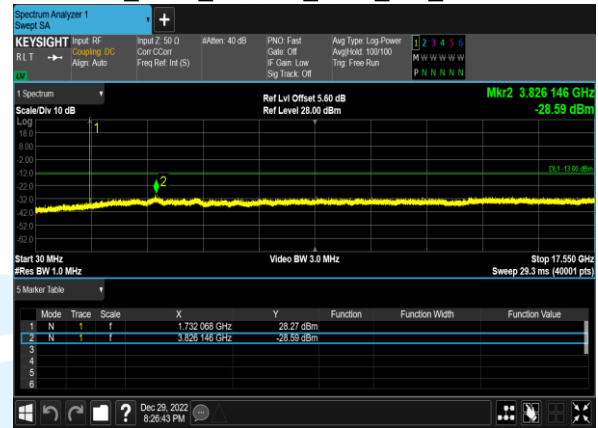 Spectrum Analyzer 1
Swept SA
KEYSIGHT Input: RF Input Z: 50 Ω #Atten: 40 dB PNO: Fast Avg Type: Log-Power 1 2 3 4 5 6
RLT Coupling: DC Corr CCorr Gate: Off Avg|Hold: 100/100 M W W W W W
Align: Auto Freq Ref: Int (S) IF Gain: Low Trig: Free Run
LV Sig Track: Off P N N N N N
1 Spectrum Ref Lvl Offset 5.60 dB Mkr2 3.826 146 GHz
Scale/Div 10 dB Ref Level 28.00 dBm -28.59 dBm
Log
18.0
8.00
-2.00
-12.0
-22.0
-32.0
-42.0
-52.0
-62.0
1
DL1 -13.00 dBm
2
Start 30 MHz Video BW 3.0 MHz Stop 17.550 GHz
#Res BW 1.0 MHz Sweep 29.3 ms (40001 pts)
5 Marker Table
Mode Trace Scale X Y Function Function Width Function Value
1 N 1 f 1.732 068 GHz 28.27 dBm
2 N 1 f 3.826 146 GHz -28.59 dBm
3
4
5
6
? Dec 29, 2022
8:26:43 PM